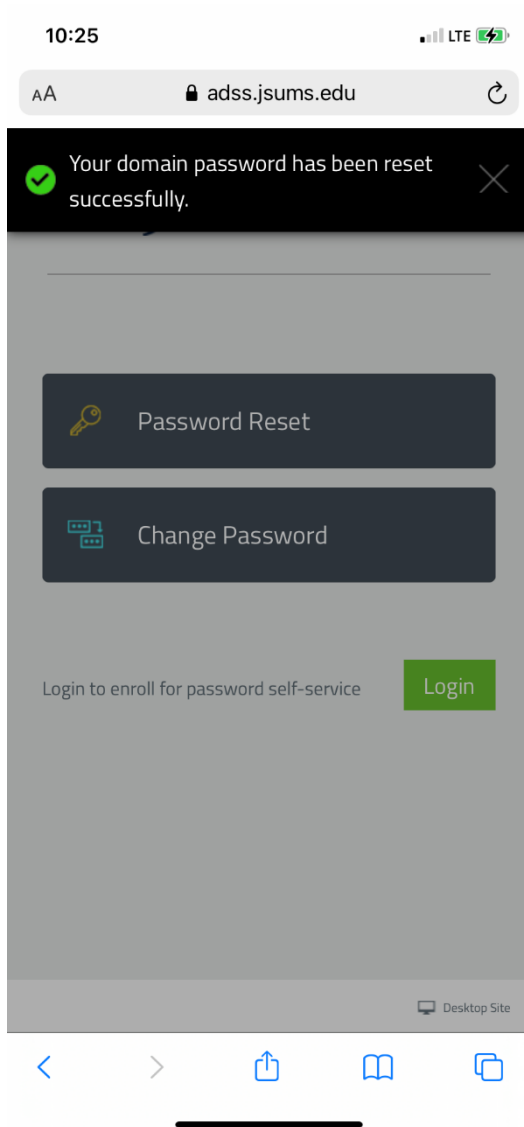 10:25
LTE
AA
adss.jsums.edu
Your domain password has been reset
successfully.
Password Reset
Change Password
Login to enroll for password self-service
Login
Desktop Site